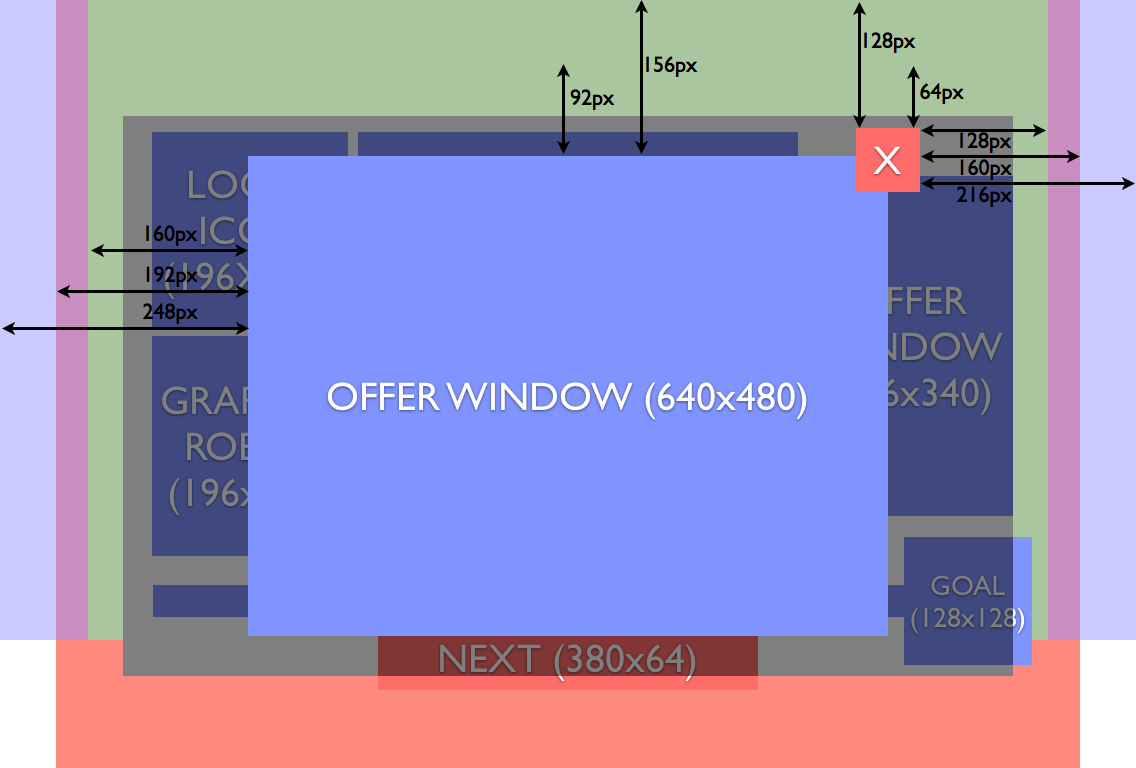 128px
156px
64px
92px
128px
X
160px
216px
LOG
ICO
160px
(196X
192px
248px
FFER
NDOW
6x340)
OFFER WINDOW (640x480)
GRAP
ROB
(196x
GOAL
(128x128)
NEXT (380x64)